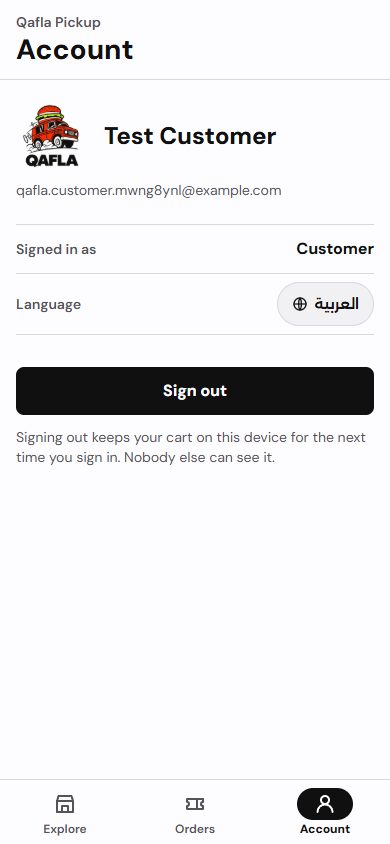 Qafla Pickup
Account
QAFLA
Test Customer
qafla.customer.mwng8ynl@example.com
Signed in as
Customer
Language
العربية
Sign out
Signing out keeps your cart on this device for the next
time you sign in. Nobody else can see it.
Explore
Orders
Account